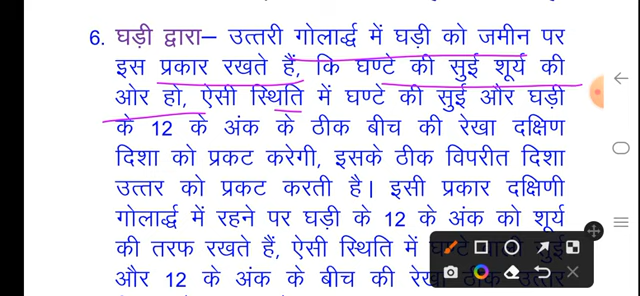 6. घड़ी द्वारा– उत्तरी गोलार्द्ध में घड़ी को जमीन पर
इस प्रकार रखते हैं, कि घण्टे की सुई शूर्य की
ओर हो, ऐसी स्थिति में घण्टे की सुई और घड़ी
के 12 के अंक के ठीक बीच की रेखा दक्षिण
दिशा को प्रकट करेगी, इसके ठीक विपरीत दिशा
उत्तर को प्रकट करती है। इसी प्रकार दक्षिणी
गोलार्द्ध में रहने पर घड़ी के 12 के अंक को शूर्य
की तरफ रखते हैं, ऐसी स्थिति में
और 12 के अंक के बीच की रेखा ठीक उत्तर